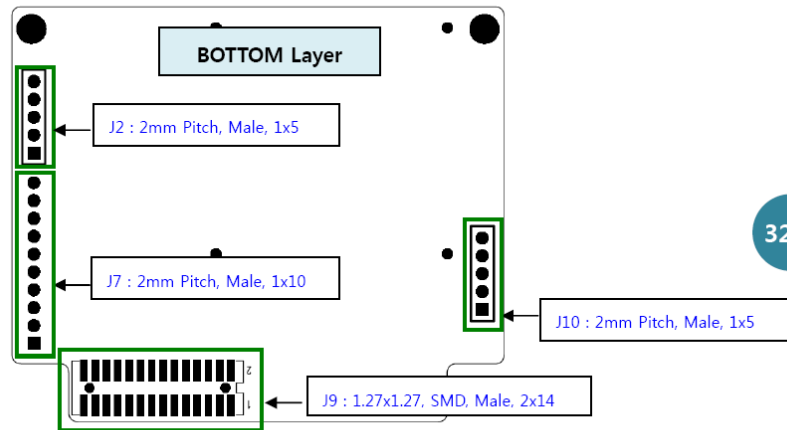 BOTTOM Layer
J2 : 2mm Pitch, Male, 1x5
J7 : 2mm Pitch, Male, 1x10
32
J10 : 2mm Pitch, Male, 1x5
2
1
J9 : 1.27x1.27, SMD, Male, 2x14